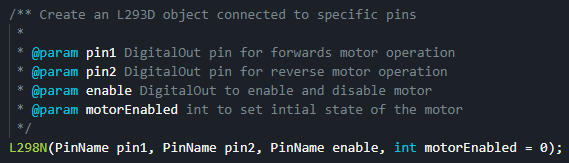 /** Create an L293D object connected to specific pins
*
* @param pin1 DigitalOut pin for forwards motor operation
* @param pin2 DigitalOut pin for reverse motor operation
* @param enable DigitalOut to enable and disable motor
* @param motorEnabled int to set intial state of the motor
*/
L298N(PinName pin1, PinName pin2, PinName enable, int motorEnabled = 0);